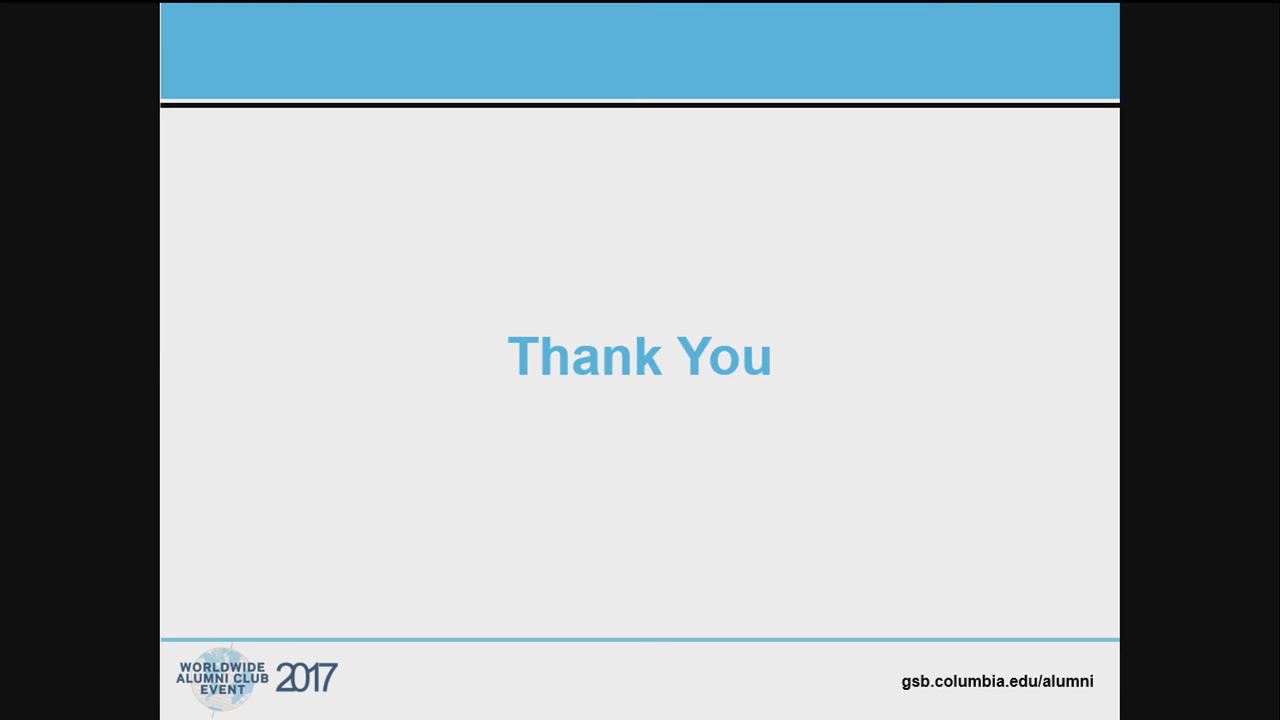 Thank You
WORLDWIDE
ALUMNI CLUB
EVENT
2017
gsb.columbia.edu/alumni